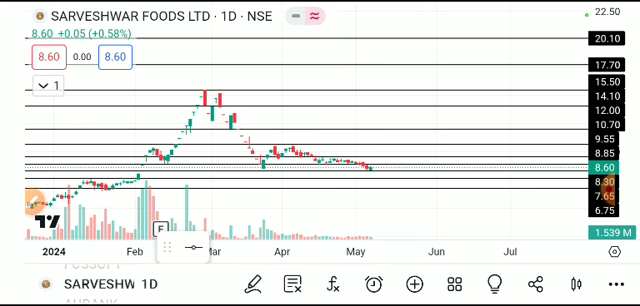 SARVESHWAR FOODS LTD · 1D · NSE
8.60 +0.05 (+0.58%)
8.60 0.00 8.60
1
22.50
20.10
17.70
15.50
14.10
12.00
10.70
9.55
8.85
8.60
8.30
7.65
6.75
1.539 M
E
2024 Feb Mar Apr May Jun Jul
SARVESHW 1D